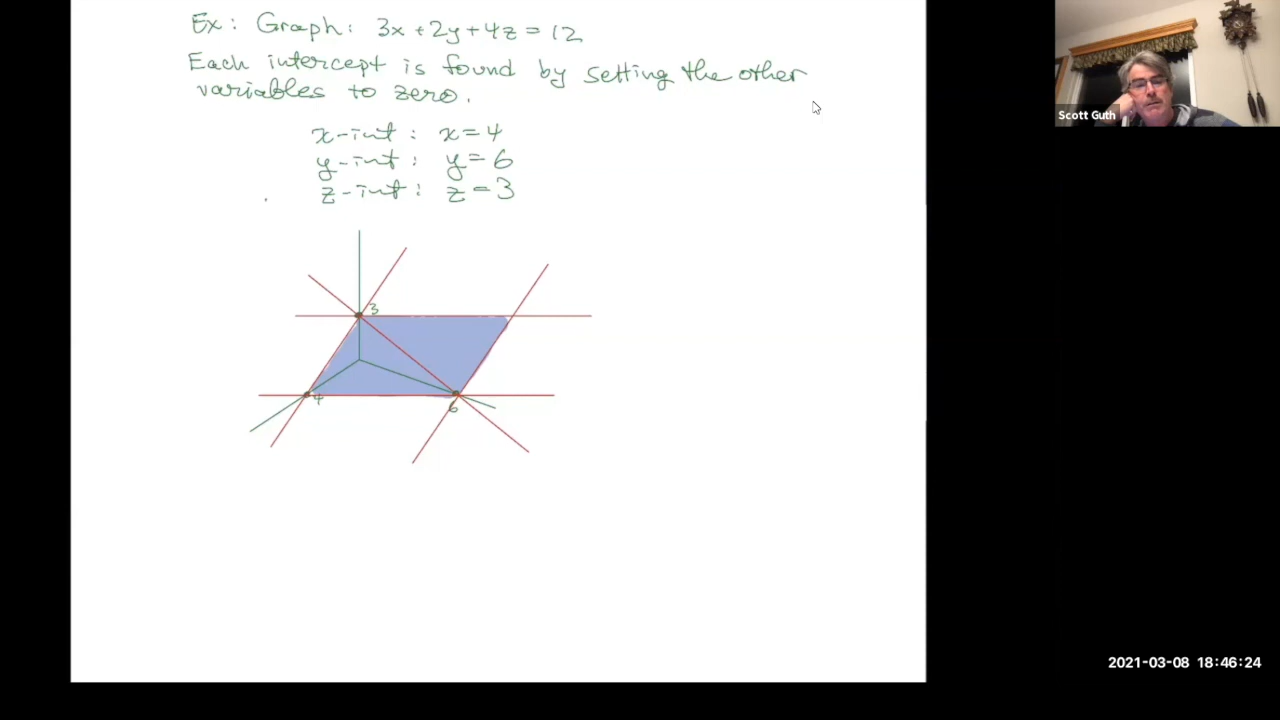 Ex: Graph: 3x + 2y + 4z = 12
Each intercept is found by setting the other
variables to zero.
x-int: x = 4
y-int: y = 6
z-int: z = 3
3
4
6
Scott Guth
2021-03-08 18:46:24